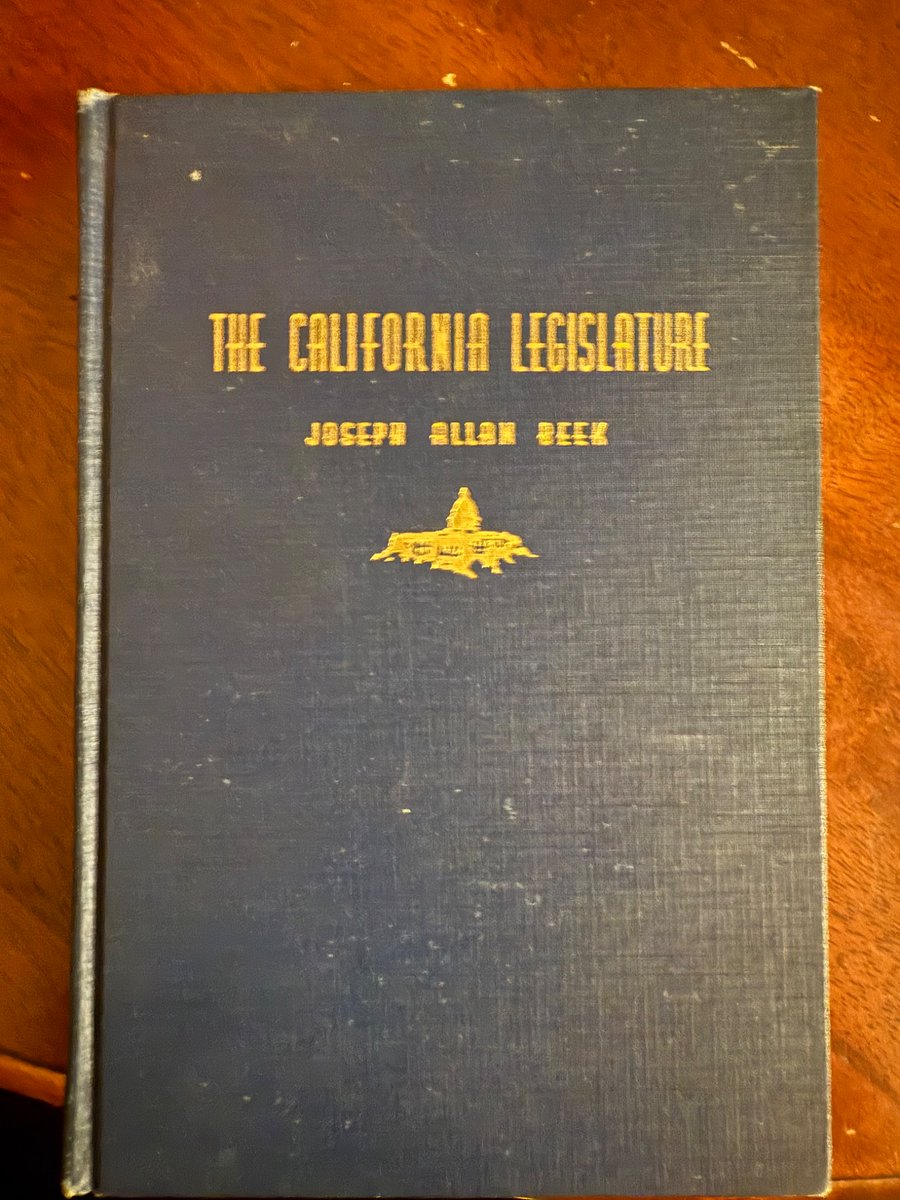 THE CALIFORNIA LEGISLATURE
JOSEPH ALLAN BEEK